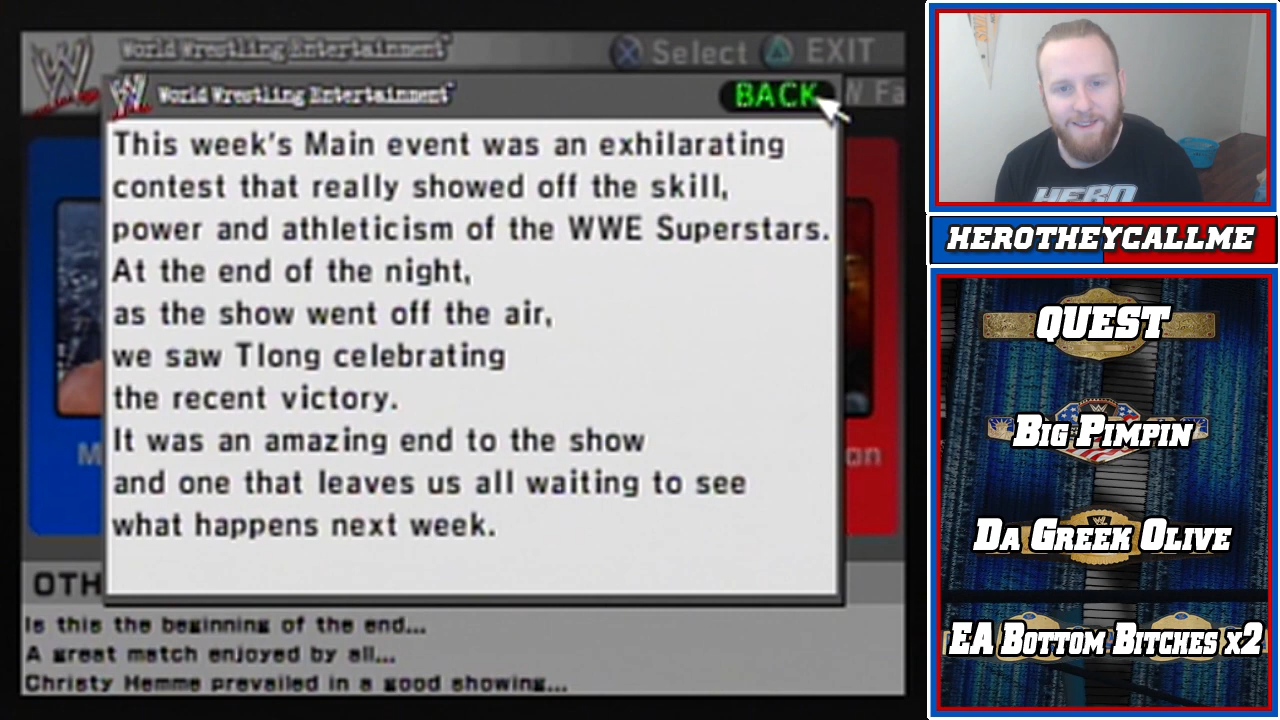 World Wrestling Entertainment
Select
EXIT
World Wrestling Entertainment
BACK
W Fa
This week's Main event was an exhilarating
contest that really showed off the skill,
power and athleticism of the WWE Superstars.
At the end of the night,
as the show went off the air,
we saw Tlong celebrating
the recent victory.
It was an amazing end to the show
and one that leaves us all waiting to see
what happens next week.
M
on
OTH
Is this the beginning of the end...
A great match enjoyed by all...
Christy Hemme prevailed in a good showing...
HERO
HEROTHEYCALLME
QUEST
BIG PIMPIN
DA GREEK OLIVE
EA BOTTOM BITCHES X2